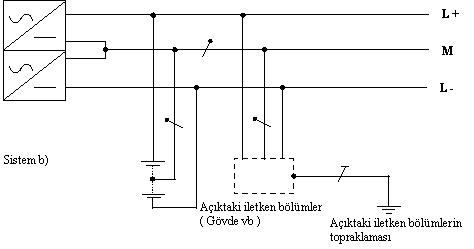 L +
M
L -
Sistem b)
Açıktaki iletken bölümler
( Gövde vb )
Açıktaki iletken bölümlerin
topraklaması